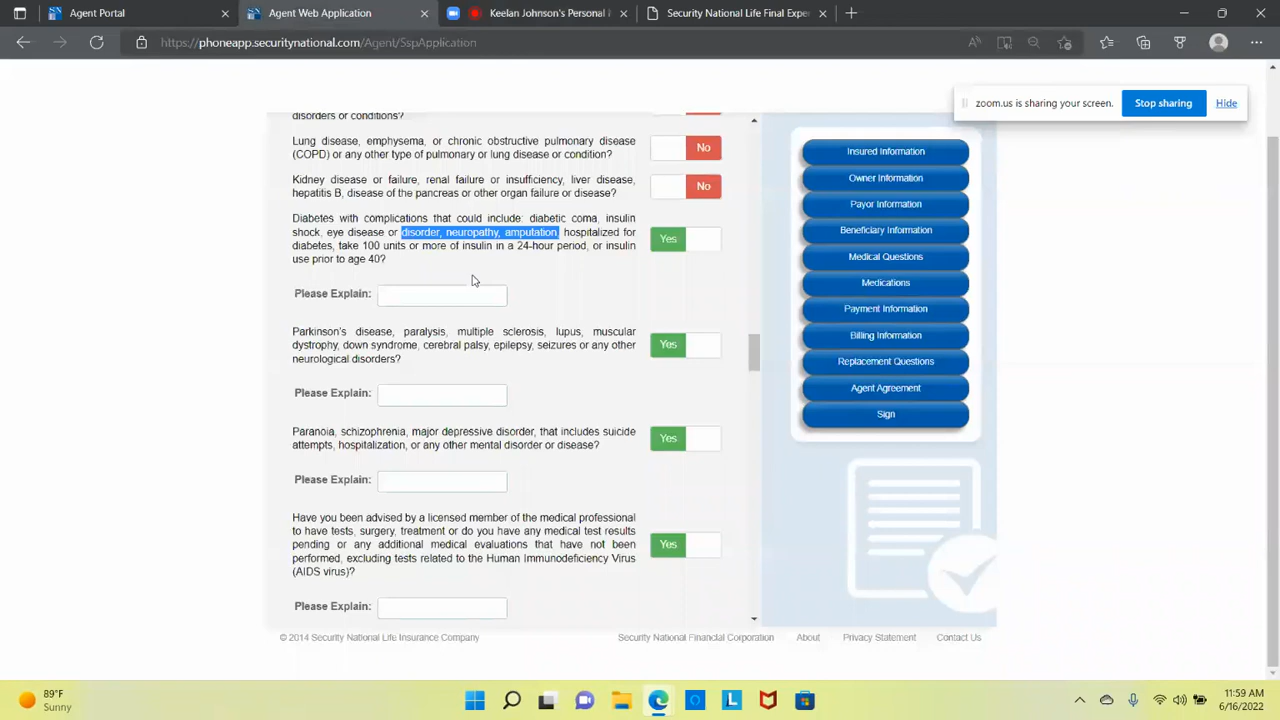 Agent Portal
Agent Web Application
Keelan Johnson's Personal
Security National Life Final Expe
https://phoneapp.securitynational.com/Agent/SspApplication
zoom.us is sharing your screen.
Stop sharing
Hide
disorders or conditions?
Lung disease, emphysema, or chronic obstructive pulmonary disease
(COPD) or any other type of pulmonary or lung disease or condition?
No
Kidney disease or failure, renal failure or insufficiency, liver disease,
hepatitis B, disease of the pancreas or other organ failure or disease?
No
Diabetes with complications that could include: diabetic coma, insulin
shock, eye disease or disorder, neuropathy, amputation, hospitalized for
diabetes, take 100 units or more of insulin in a 24-hour period, or insulin
use prior to age 40?
Yes
Please Explain:
Parkinson's disease, paralysis, multiple sclerosis, lupus, muscular
dystrophy, down syndrome, cerebral palsy, epilepsy, seizures or any other
neurological disorders?
Yes
Please Explain:
Paranoia, schizophrenia, major depressive disorder, that includes suicide
attempts, hospitalization, or any other mental disorder or disease?
Yes
Please Explain:
Have you been advised by a licensed member of the medical professional
to have tests, surgery, treatment or do you have any medical test results
pending or any additional medical evaluations that have not been
performed, excluding tests related to the Human Immunodeficiency Virus
(AIDS virus)?
Yes
Please Explain:
Insured Information
Owner Information
Payor Information
Beneficiary Information
Medical Questions
Medications
Payment Information
Billing Information
Replacement Questions
Agent Agreement
Sign
© 2014 Security National Life Insurance Company
Security National Financial Corporation
About
Privacy Statement
Contact Us
89°F
Sunny
11:59 AM
6/16/2022